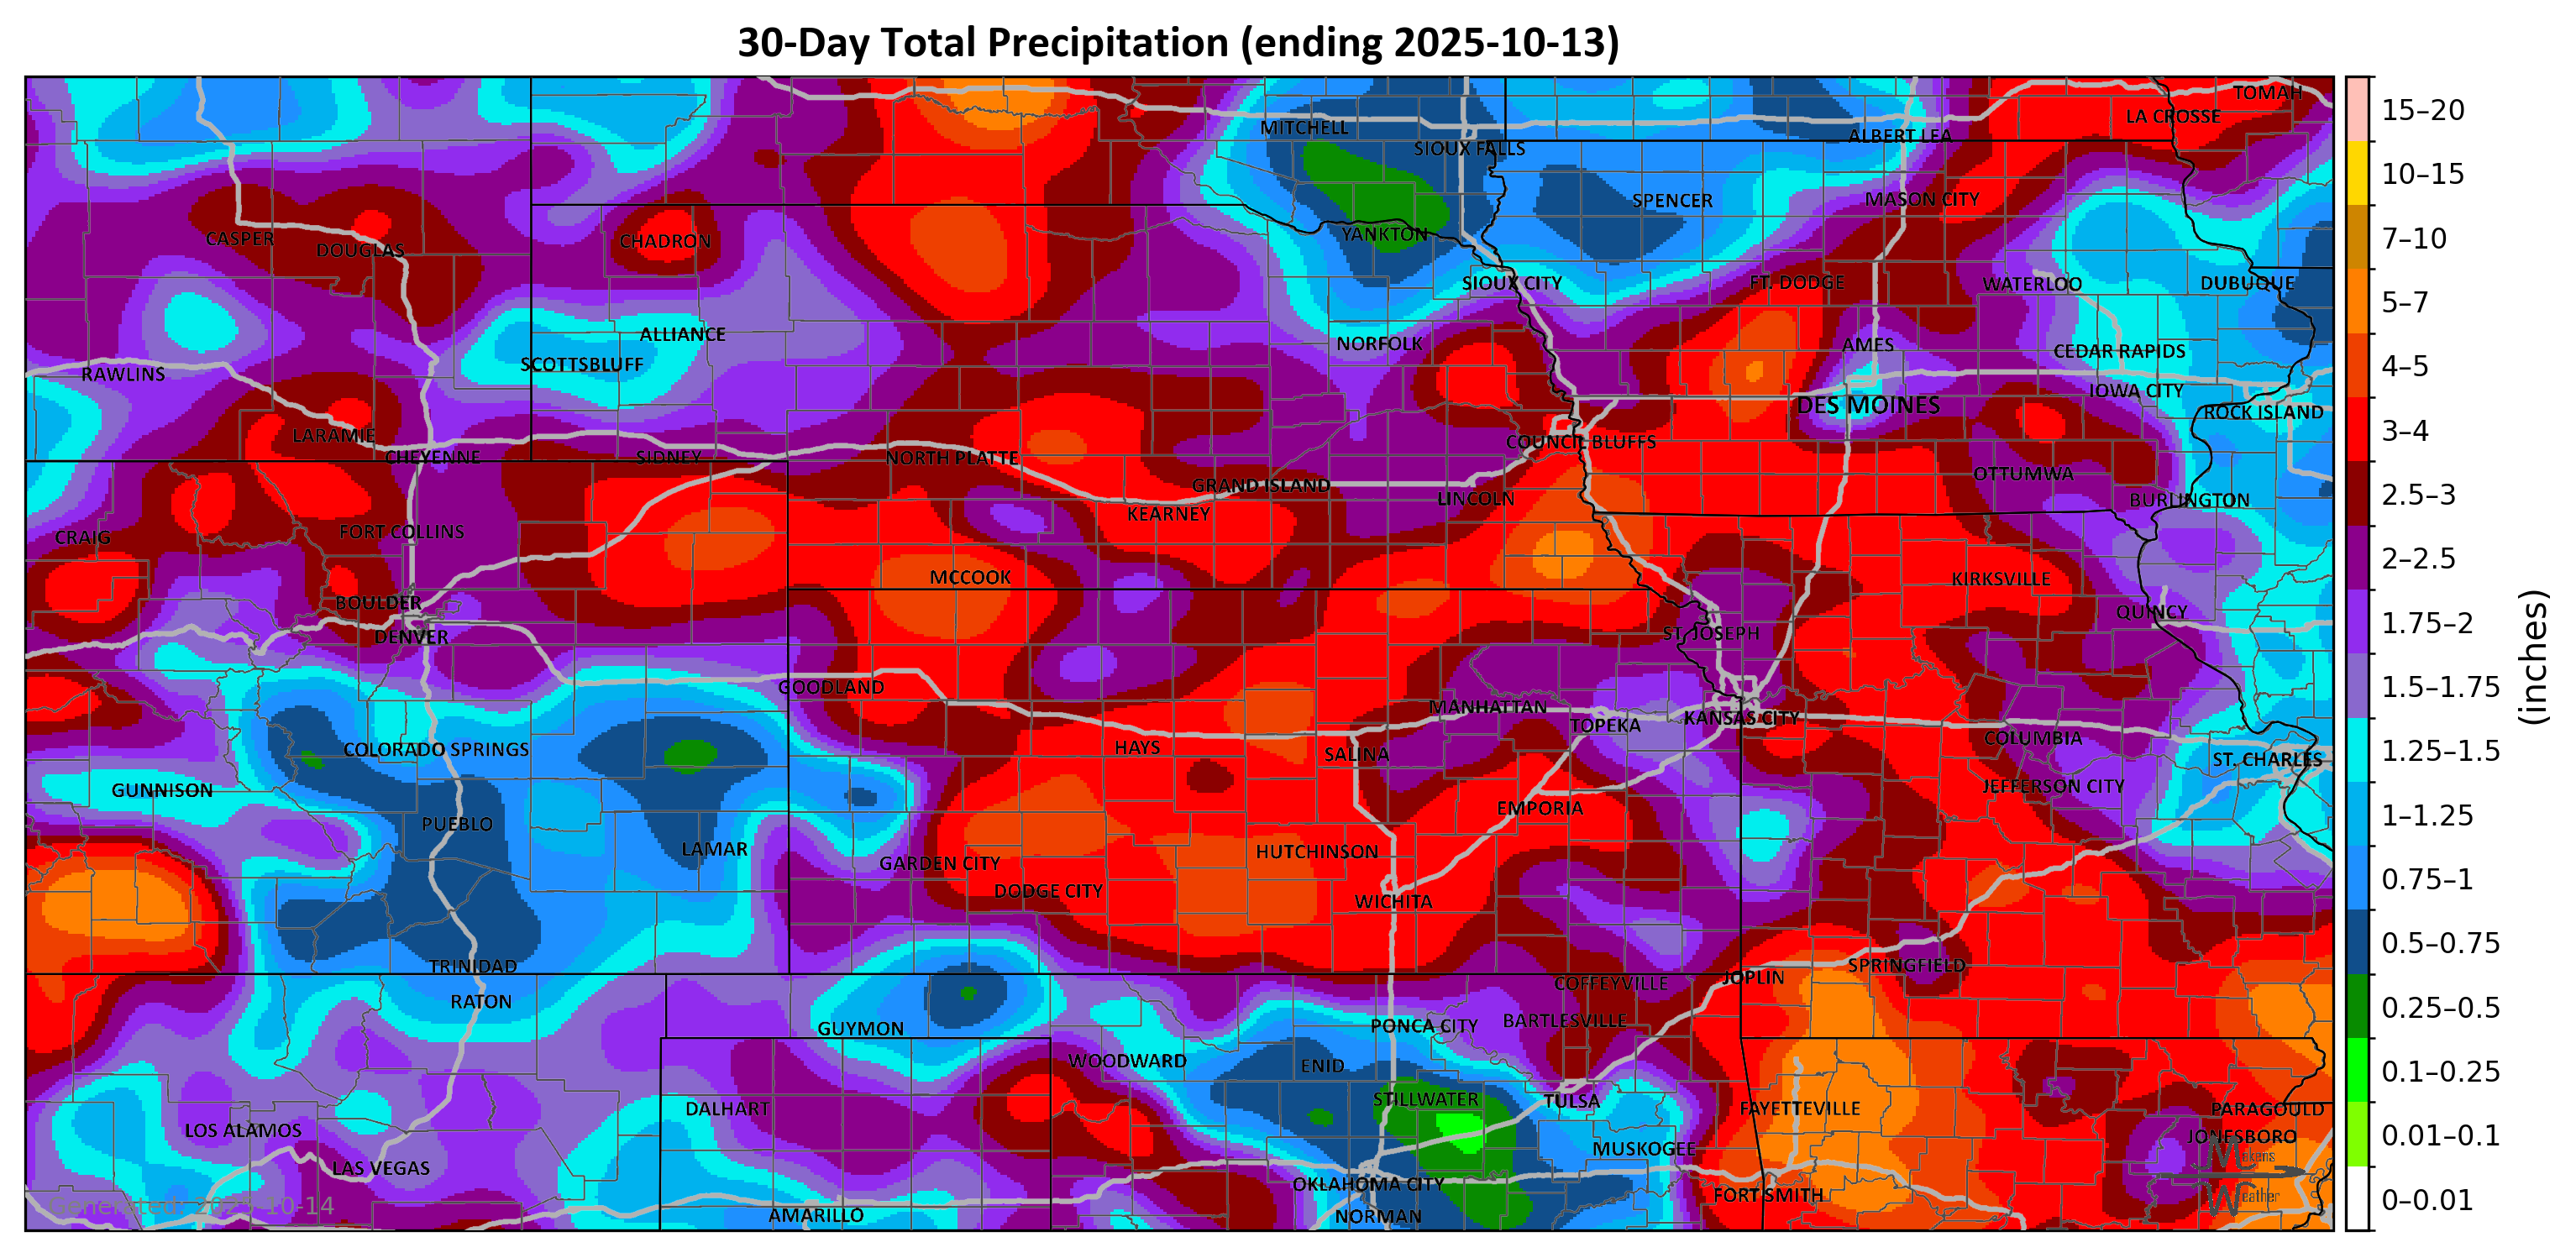 30-Day Total Precipitation (ending 2025-10-13)
TOMAH
LA CROSSE
MITCHELL
ALBERT LEA
SIOUX FALLS
SPENCER
MASON CITY
YANKTON
CASPER
CHADRON
DOUGLAS
SIOUX CITY
FT. DODGE
WATERLOO
DUBUQUE
ALLIANCE
NORFOLK
AMES
CEDAR RAPIDS
SCOTTSBLUFF
RAWLINS
IOWA CITY
DES MOINES
ROCK ISLAND
LARAMIE
COUNCIL BLUFFS
CHEYENNE
SIDNEY
NORTH PLATTE
OTTUMWA
GRAND ISLAND
LINCOLN
BURLINGTON
KEARNEY
FORT COLLINS
CRAIG
MCCOOK
KIRKSVILLE
BOULDER
QUINCY
DENVER
ST. JOSEPH
GOODLAND
MANHATTAN
KANSAS CITY
TOPEKA
COLORADO SPRINGS
HAYS
SALINA
COLUMBIA
ST. CHARLES
GUNNISON
JEFFERSON CITY
EMPORIA
PUEBLO
LAMAR
HUTCHINSON
GARDEN CITY
DODGE CITY
WICHITA
TRINIDAD
SPRINGFIELD
JOPLIN
COFFEYVILLE
RATON
GUYMON
PONCA CITY
BARTLESVILLE
WOODWARD
ENID
STILLWATER
TULSA
DALHART
FAYETTEVILLE
PARAGOULD
LOS ALAMOS
JONESBORO
MUSKOGEE
LAS VEGAS
OKLAHOMA CITY
FORT SMITH
AMARILLO
NORMAN
Generated: 2025-10-14
Mskens
Weather
15–20
10–15
7–10
5–7
4–5
3–4
2.5–3
2–2.5
1.75–2
1.5–1.75
1.25–1.5
1–1.25
0.75–1
0.5–0.75
0.25–0.5
0.1–0.25
0.01–0.1
0–0.01
(inches)